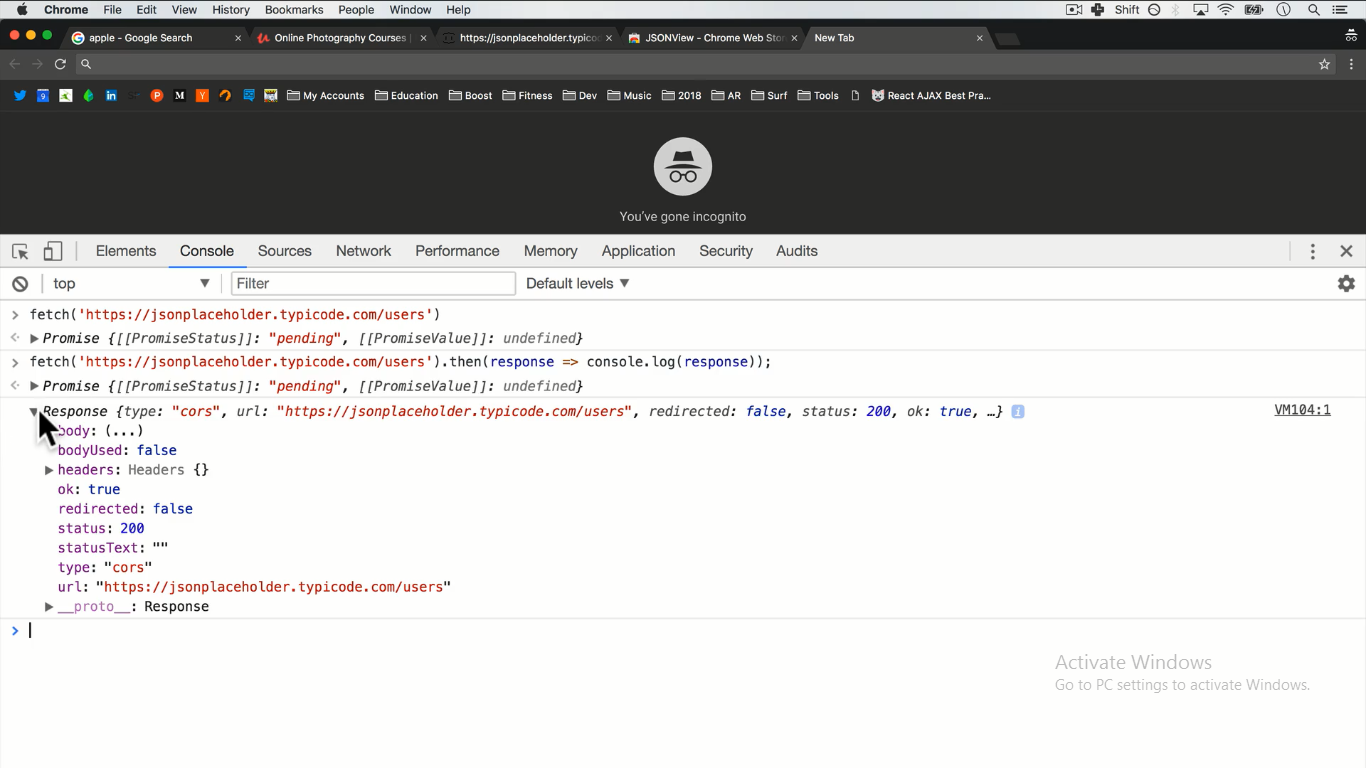 Chrome File Edit View History Bookmarks People Window Help Shift
apple - Google Search Online Photography Courses https://jsonplaceholder.typico JSONView - Chrome Web Stor New Tab
9 P M Y My Accounts Education Boost Fitness Dev Music 2018 AR Surf Tools React AJAX Best Pra...
You've gone incognito
Elements Console Sources Network Performance Memory Application Security Audits
top Filter Default levels
fetch('https://jsonplaceholder.typicode.com/users')
Promise {[[PromiseStatus]]: "pending", [[PromiseValue]]: undefined}
fetch('https://jsonplaceholder.typicode.com/users').then(response => console.log(response));
Promise {[[PromiseStatus]]: "pending", [[PromiseValue]]: undefined}
Response {type: "cors", url: "https://jsonplaceholder.typicode.com/users", redirected: false, status: 200, ok: true, …} i VM104:1
body: (...)
bodyUsed: false
headers: Headers {}
ok: true
redirected: false
status: 200
statusText: ""
type: "cors"
url: "https://jsonplaceholder.typicode.com/users"
__proto__: Response
Activate Windows
Go to PC settings to activate Windows.